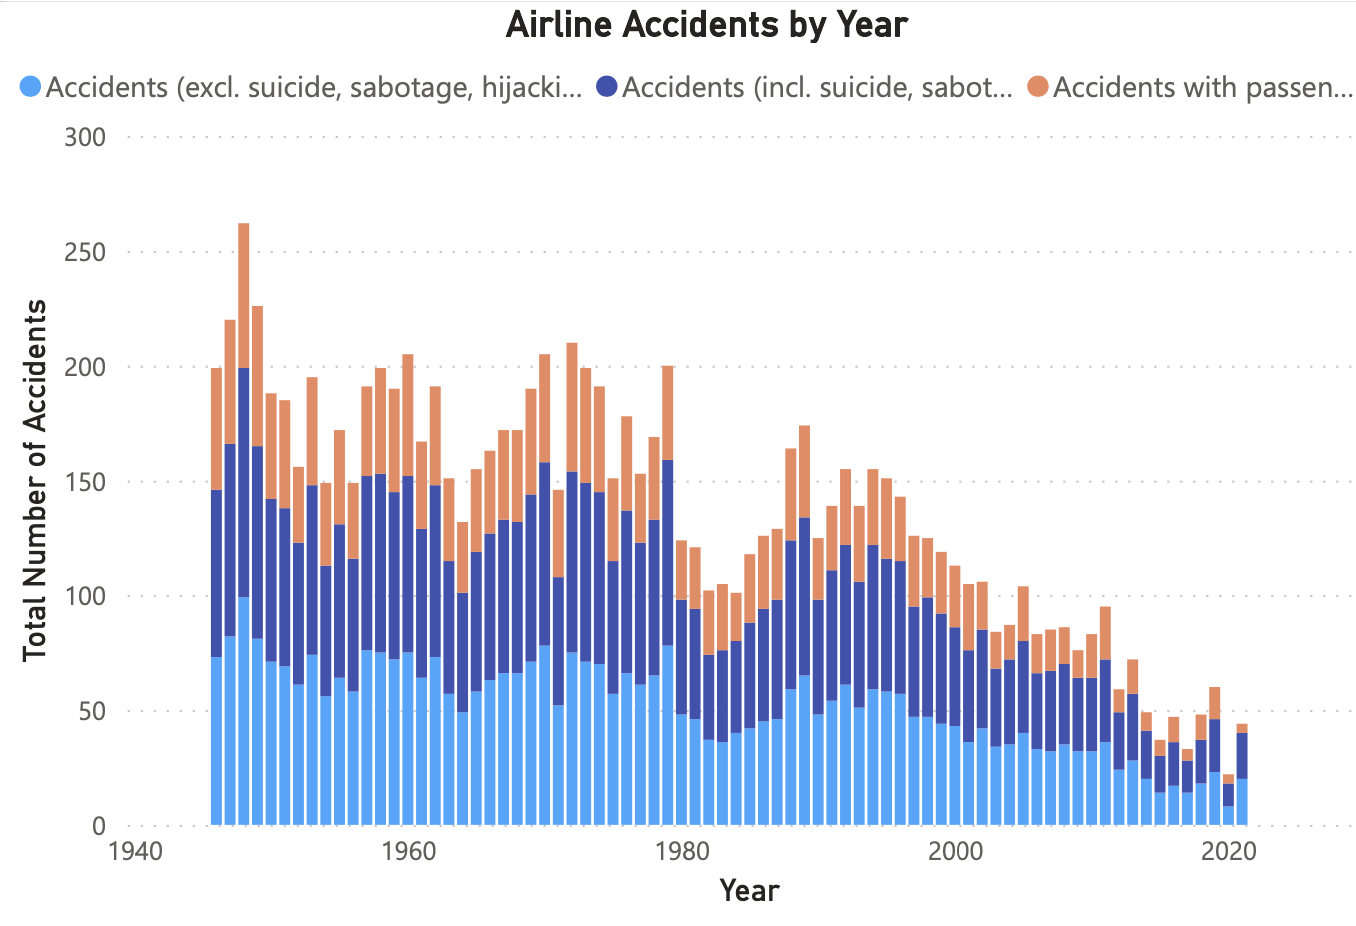 Airline Accidents by Year
Accidents (excl. suicide, sabotage, hijacki... Accidents (incl. suicide, sabot... Accidents with passen...
300
250
200
150
100
50
0
Total Number of Accidents
1940 1960 1980 2000 2020
Year